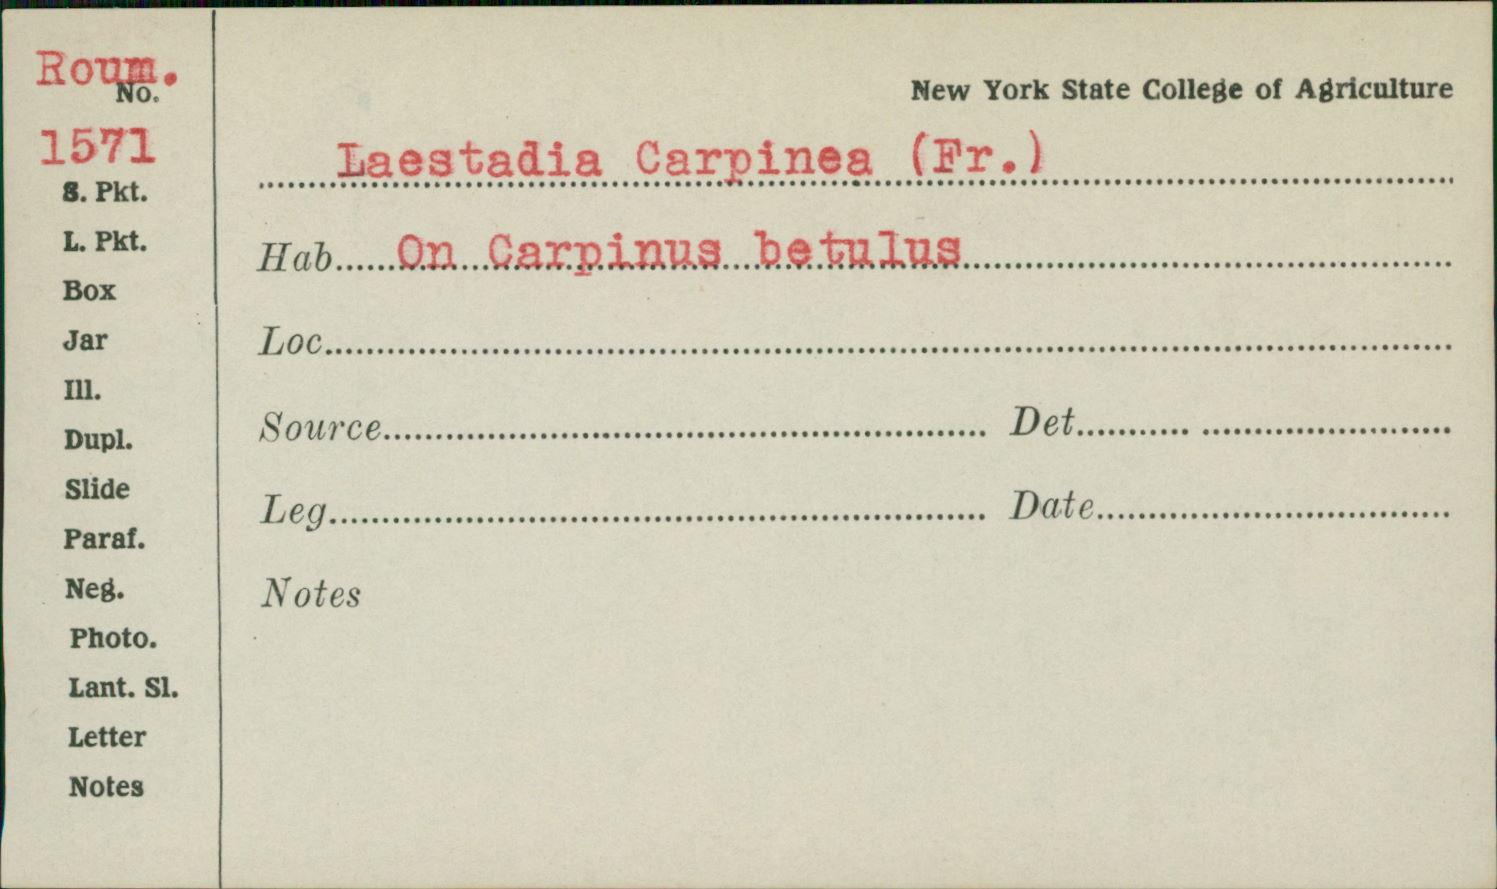 Roum.
No.
1571
S. Pkt.
L. Pkt.
Box
Jar
Ill.
Dupl.
Slide
Paraf.
Neg.
Photo.
Lant. Sl.
Letter
Notes
New York State College of Agriculture
Laestadia Carpinea (Fr.)
Hab. On Carpinus betulus
Loc.
Source Det.
Leg. Date
Notes